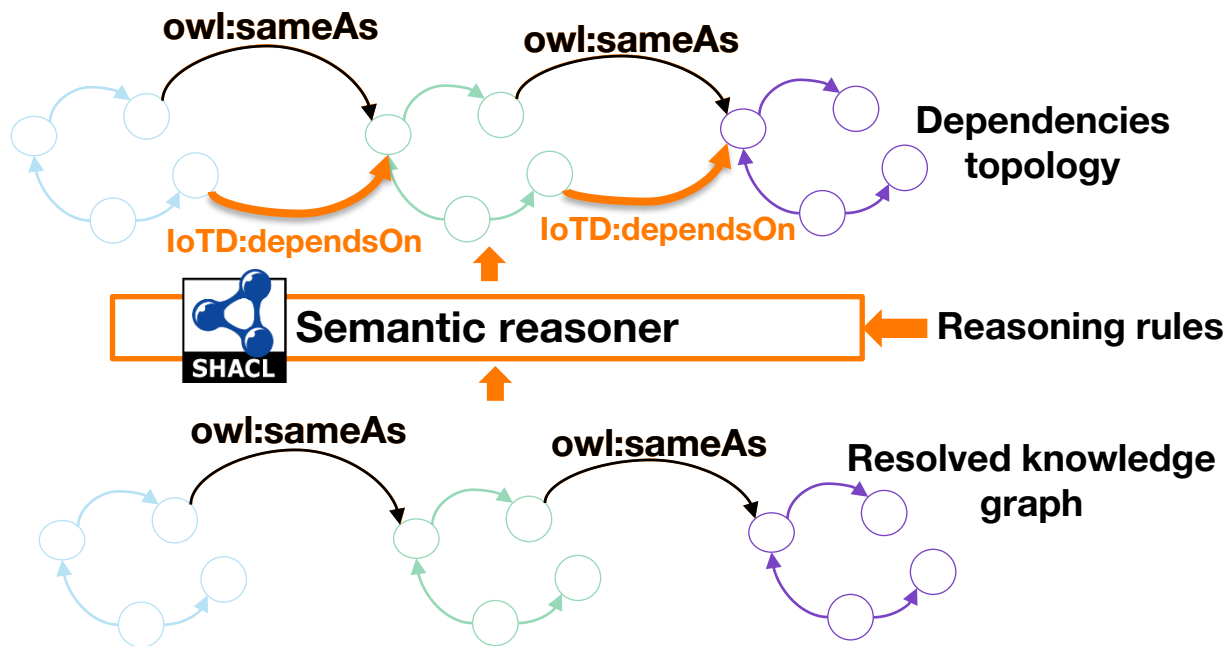 owl:sameAs
owl:sameAs
Dependencies
topology
IoTD:dependsOn
IoTD:dependsOn
SHACL
Semantic reasoner
Reasoning rules
owl:sameAs
owl:sameAs
Resolved knowledge
graph